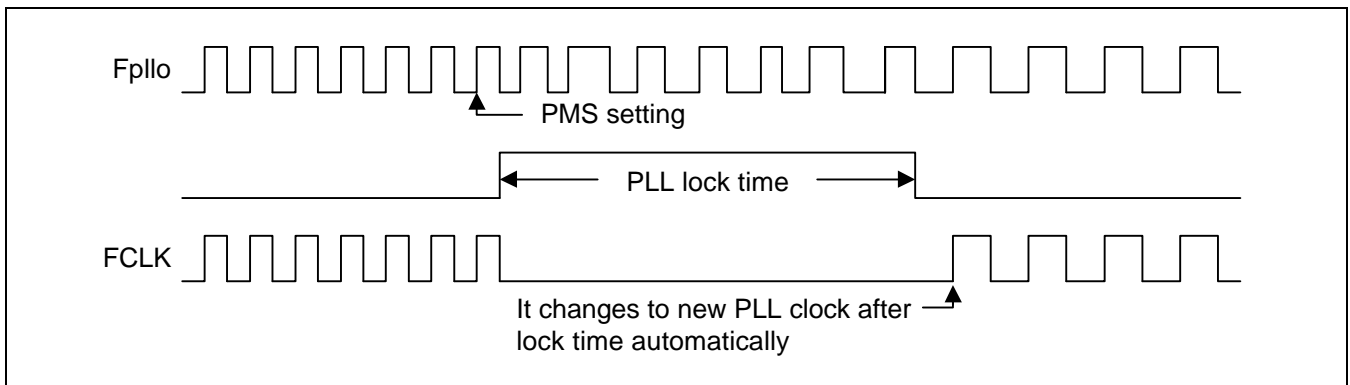 Fpllo
PMS setting
PLL lock time
FCLK
It changes to new PLL clock after
lock time automatically